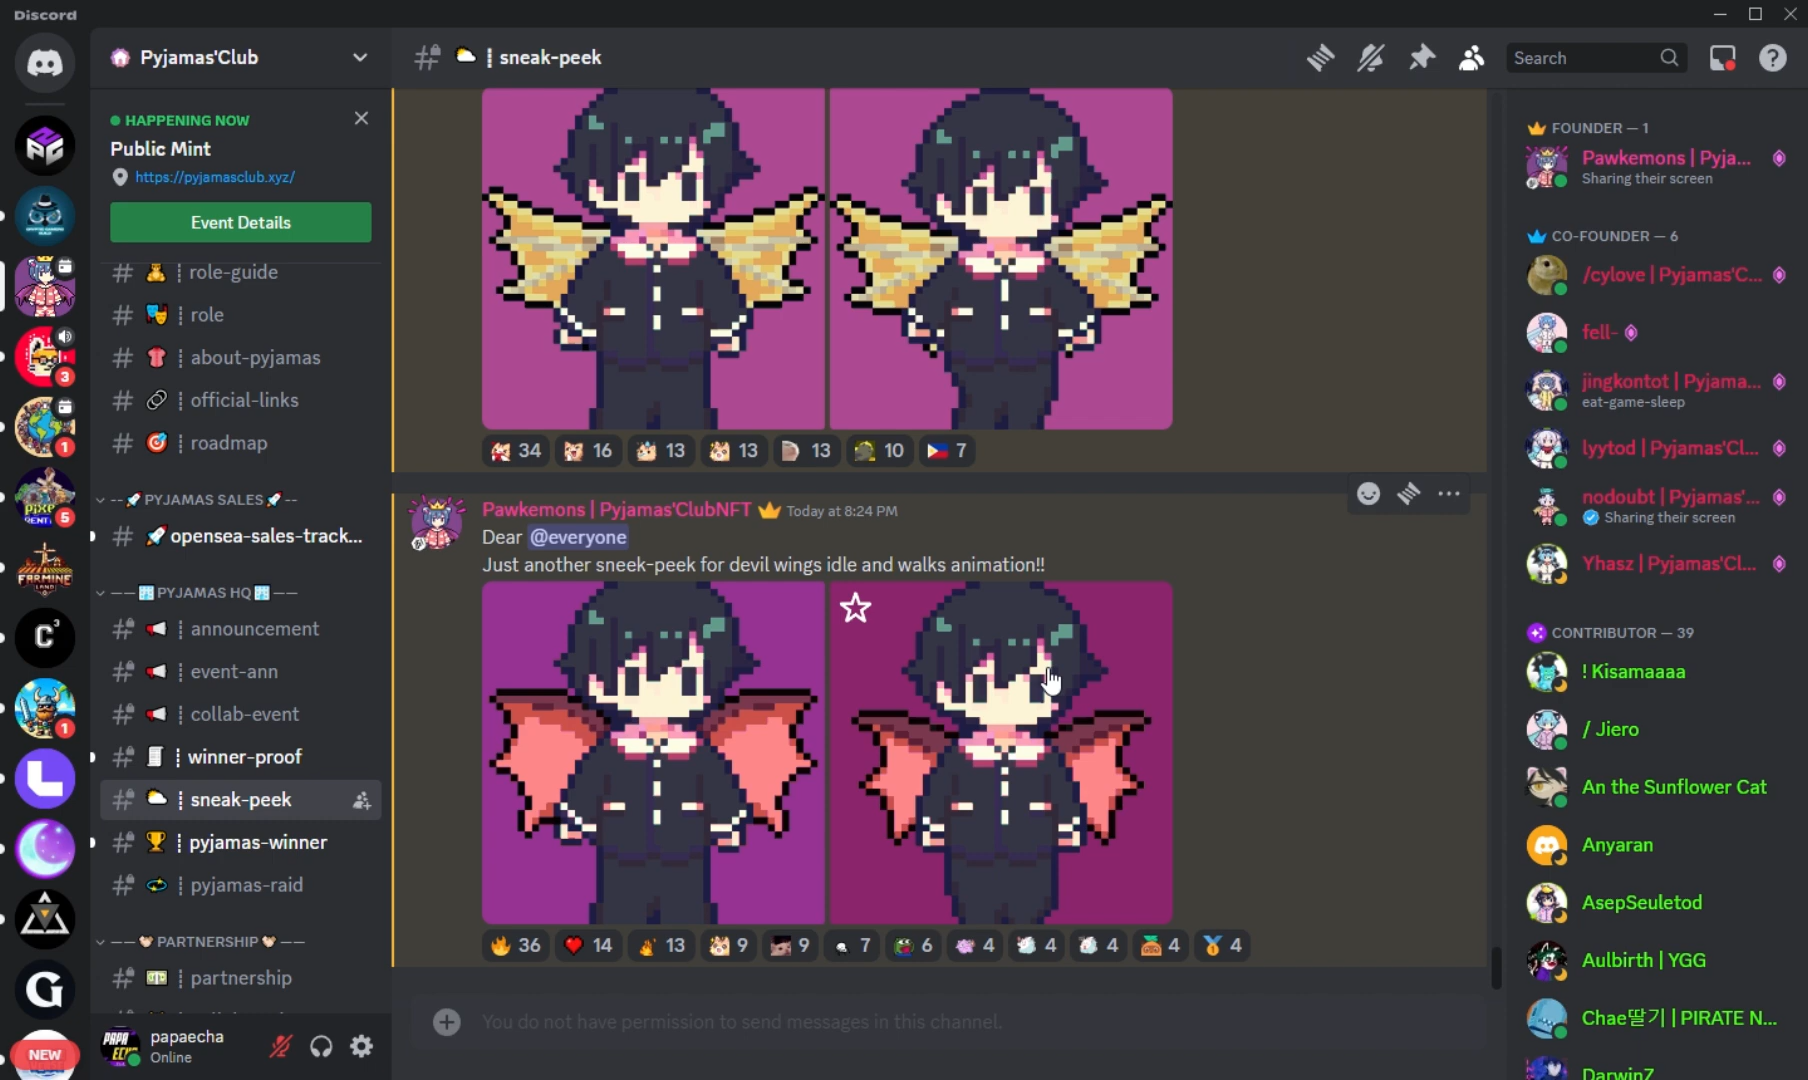 Discord
Pyjamas'Club
HAPPENING NOW
Public Mint
https://pyjamasclub.xyz/
Event Details
role-guide
role
about-pyjamas
official-links
roadmap
-- PYJAMAS SALES --
opensea-sales-track...
PYJAMAS HQ
announcement
event-ann
collab-event
winner-proof
sneak-peek
pyjamas-winner
pyjamas-raid
PARTNERSHIP
partnership
papaecha
Online
NEW
3
1
5
1
sneak-peek
Search
34 16 13 13 13 10 7
Pawkemons | Pyjamas'ClubNFT Today at 8:24 PM
Dear @everyone
Just another sneek-peek for devil wings idle and walks animation!!
36 14 13 9 9 7 6 4 4 4 4 4
You do not have permission to send messages in this channel.
FOUNDER — 1
Pawkemons | Pyja...
Sharing their screen
CO-FOUNDER — 6
/cylove | Pyjamas'C...
fell-
jingkontot | Pyjama...
eat-game-sleep
lyytod | Pyjamas'Cl...
nodoubt | Pyjamas'...
Sharing their screen
Yhasz | Pyjamas'Cl...
CONTRIBUTOR — 39
! Kisamaaaa
/ Jiero
An the Sunflower Cat
Anyaran
AsepSeuletod
Aulbirth | YGG
Chae딸기 | PIRATE N...
DarwinZ